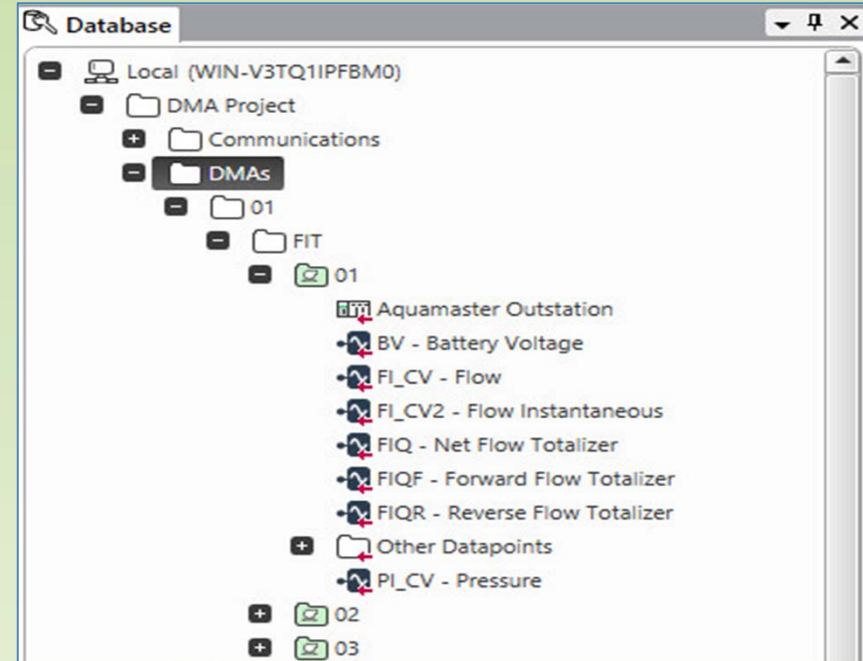 Database
Local (WIN-V3TQ1IPFBM0)
DMA Project
Communications
DMAs
01
FIT
01
Aquamaster Outstation
BV - Battery Voltage
FI_CV - Flow
FI_CV2 - Flow Instantaneous
FIQ - Net Flow Totalizer
FIQF - Forward Flow Totalizer
FIQR - Reverse Flow Totalizer
Other Datapoints
PI_CV - Pressure
02
03